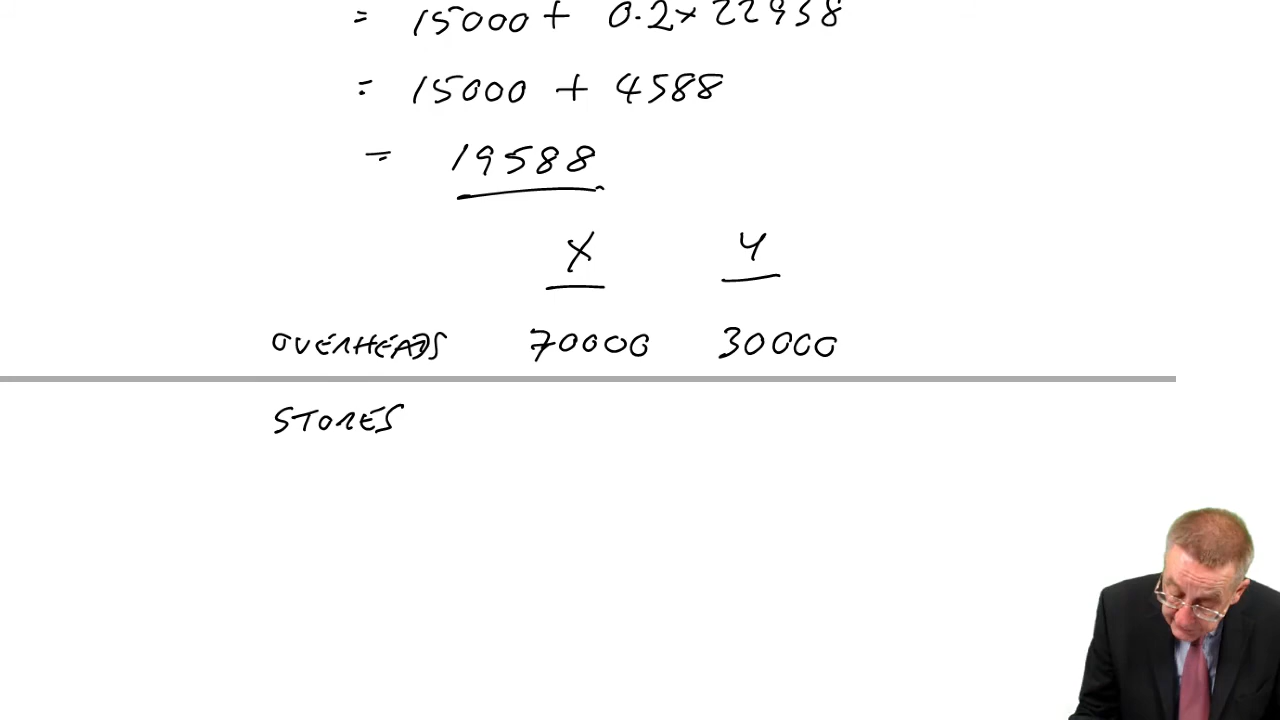 = 15000 + 0.2 x 22938
= 15000 + 4588
= 19588
X Y
OVERHEADS 70000 30000
STORES